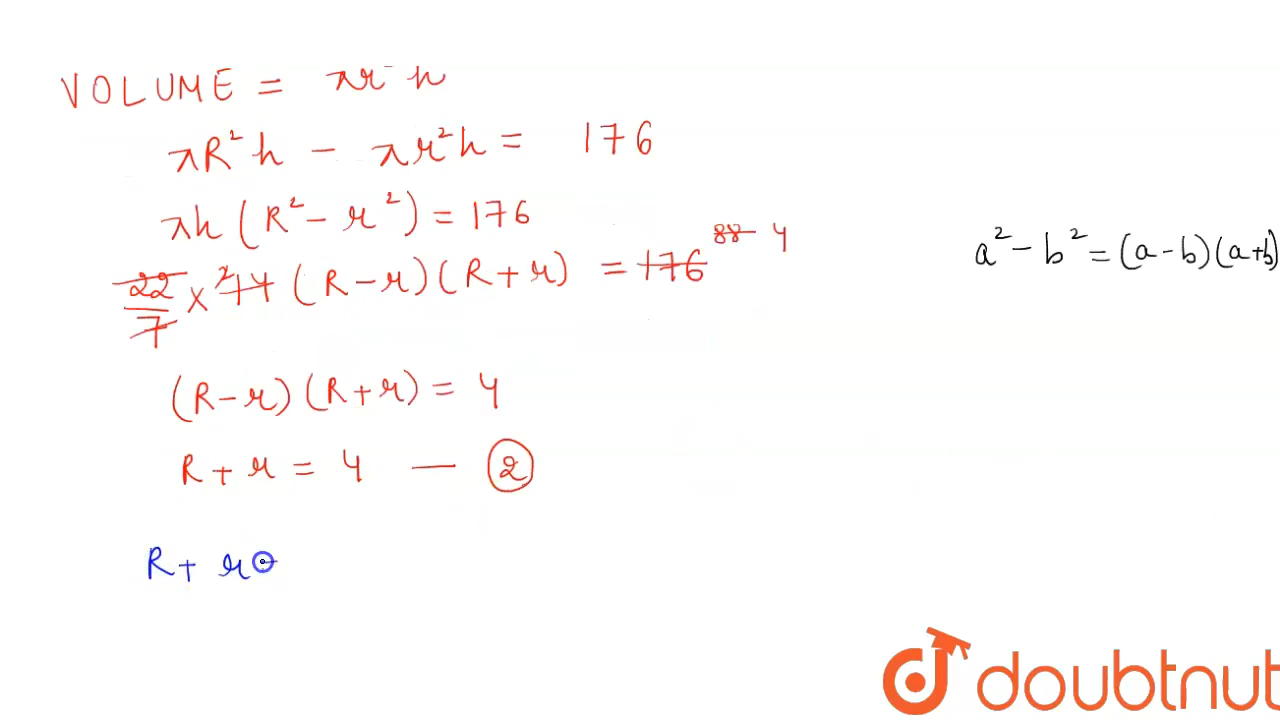 VOLUME = πr²h
πR²h - πr²h = 176
πh (R² - r²) = 176
22/7 × 2 14 (R-r)(R+r) = 176 88 4
a² - b² = (a-b)(a+b)
(R-r)(R+r) = 4
R+r = 4 — ②
R+ r
doubtnut